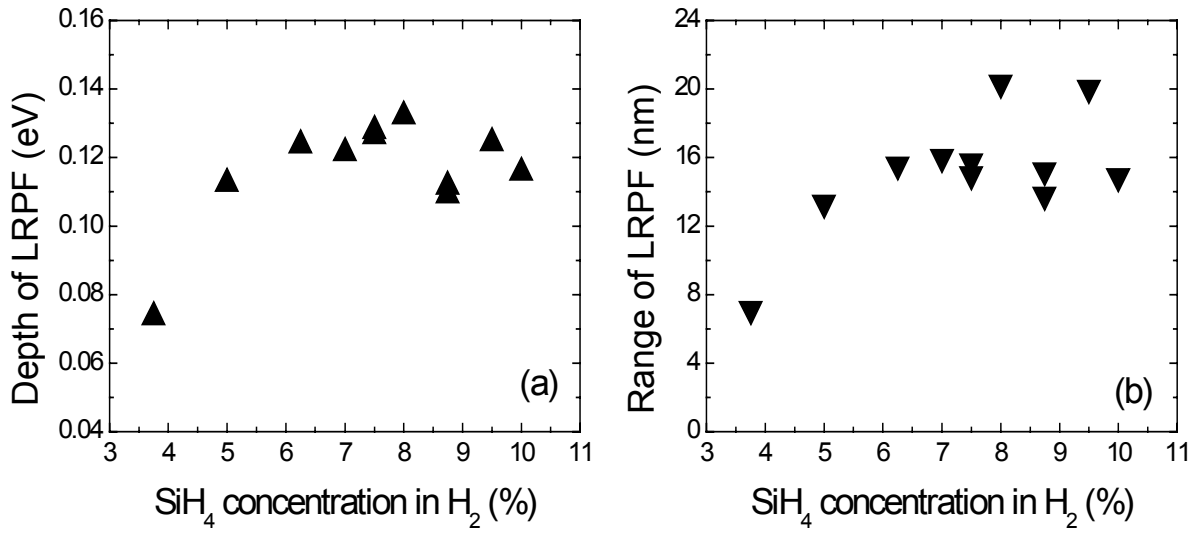 0.16
0.14
0.12
0.10
0.08
0.06
0.04
Depth of LRPF (eV)
3 4 5 6 7 8 9 10 11
SiH4 concentration in H2 (%)
(a)
24
20
16
12
8
4
0
Range of LRPF (nm)
3 4 5 6 7 8 9 10 11
SiH4 concentration in H2 (%)
(b)